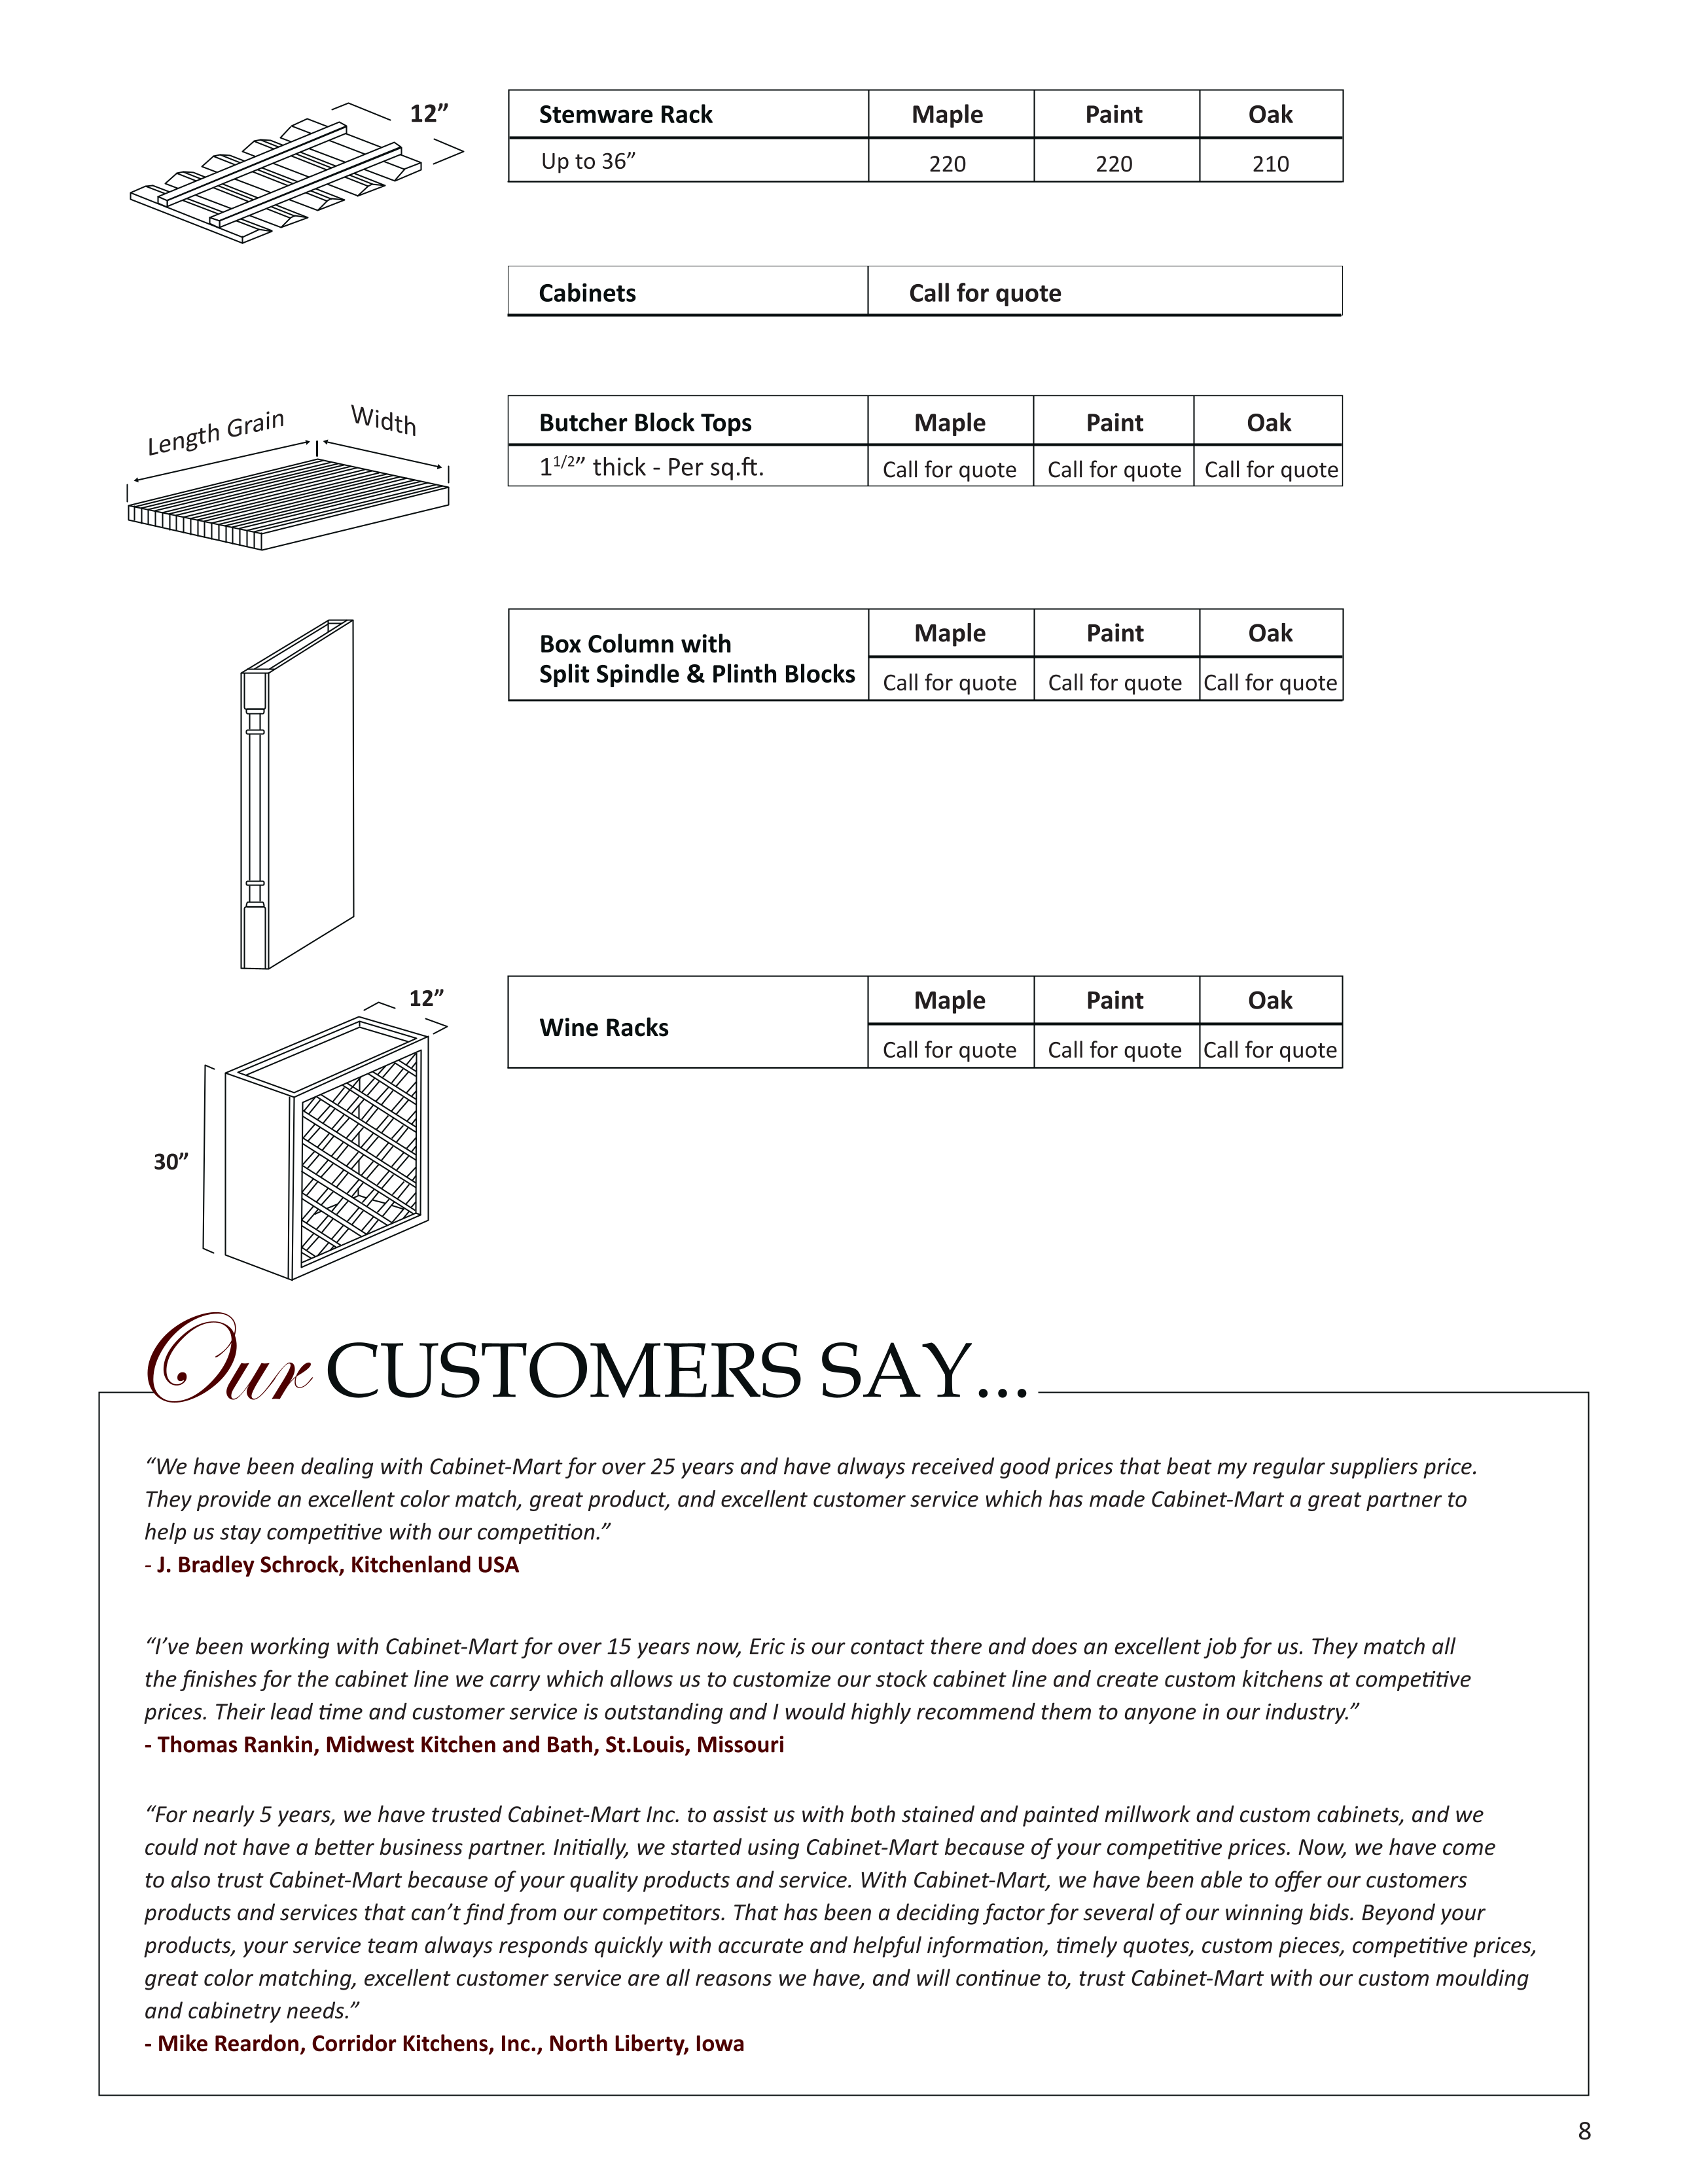 12”
Stemware Rack Maple Paint Oak
Up to 36” 220 220 210
Cabinets Call for quote
Length Grain Width
Butcher Block Tops Maple Paint Oak
1 1/2” thick - Per sq.ft. Call for quote Call for quote Call for quote
Box Column with
Split Spindle & Plinth Blocks
Maple Paint Oak
Call for quote Call for quote Call for quote
12”
30”
Wine Racks
Maple Paint Oak
Call for quote Call for quote Call for quote
Our CUSTOMERS SAY...
“We have been dealing with Cabinet-Mart for over 25 years and have always received good prices that beat my regular suppliers price.
They provide an excellent color match, great product, and excellent customer service which has made Cabinet-Mart a great partner to
help us stay competitive with our competition.”
- J. Bradley Schrock, Kitchenland USA
“I’ve been working with Cabinet-Mart for over 15 years now, Eric is our contact there and does an excellent job for us. They match all
the finishes for the cabinet line we carry which allows us to customize our stock cabinet line and create custom kitchens at competitive
prices. Their lead time and customer service is outstanding and I would highly recommend them to anyone in our industry.”
- Thomas Rankin, Midwest Kitchen and Bath, St.Louis, Missouri
“For nearly 5 years, we have trusted Cabinet-Mart Inc. to assist us with both stained and painted millwork and custom cabinets, and we
could not have a better business partner. Initially, we started using Cabinet-Mart because of your competitive prices. Now, we have come
to also trust Cabinet-Mart because of your quality products and service. With Cabinet-Mart, we have been able to offer our customers
products and services that can’t find from our competitors. That has been a deciding factor for several of our winning bids. Beyond your
products, your service team always responds quickly with accurate and helpful information, timely quotes, custom pieces, competitive prices,
great color matching, excellent customer service are all reasons we have, and will continue to, trust Cabinet-Mart with our custom moulding
and cabinetry needs.”
- Mike Reardon, Corridor Kitchens, Inc., North Liberty, Iowa
8